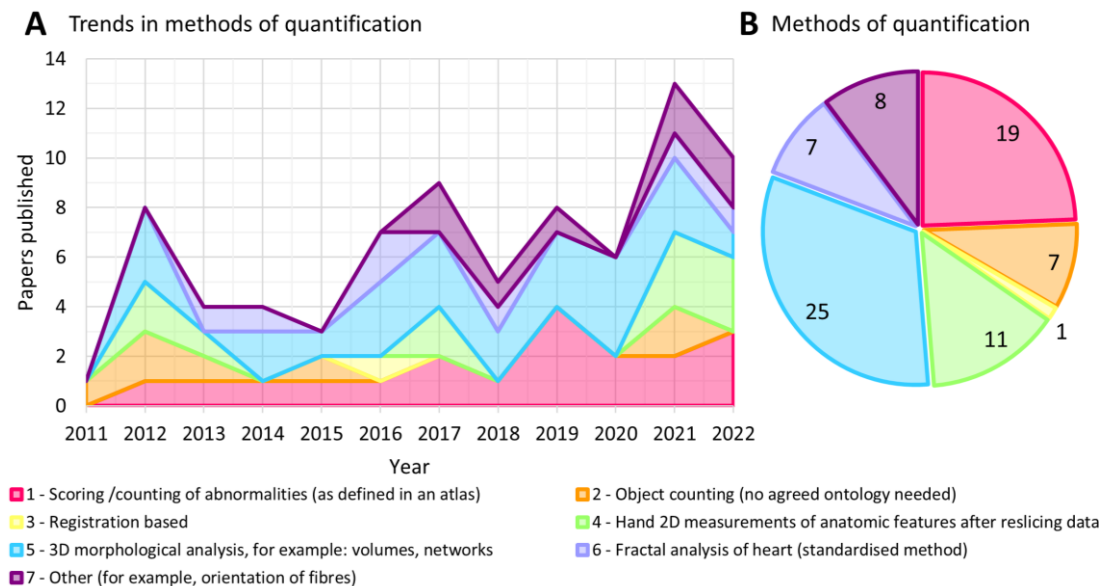 A Trends in methods of quantification
14
12
10
8
6
4
2
0
Papers published
2011 2012 2013 2014 2015 2016 2017 2018 2019 2020 2021 2022
Year
B Methods of quantification
8
19
7
7
25
11
1
1 - Scoring /counting of abnormalities (as defined in an atlas)
2 - Object counting (no agreed ontology needed)
3 - Registration based
4 - Hand 2D measurements of anatomic features after reslicing data
5 - 3D morphological analysis, for example: volumes, networks
6 - Fractal analysis of heart (standardised method)
7 - Other (for example, orientation of fibres)